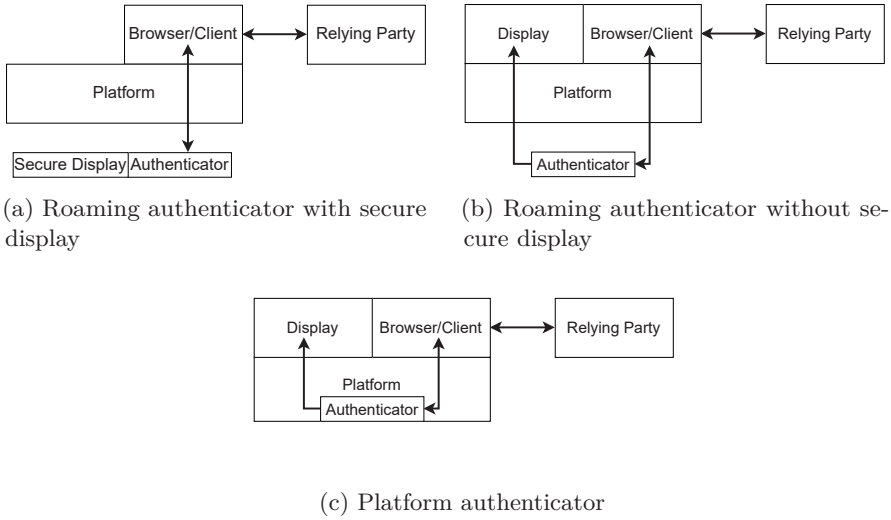 Browser/Client
Relying Party
Platform
Secure Display
Authenticator
(a) Roaming authenticator with secure
display
Display
Browser/Client
Relying Party
Platform
Authenticator
(b) Roaming authenticator without se-
cure display
Display
Browser/Client
Relying Party
Platform
Authenticator
(c) Platform authenticator